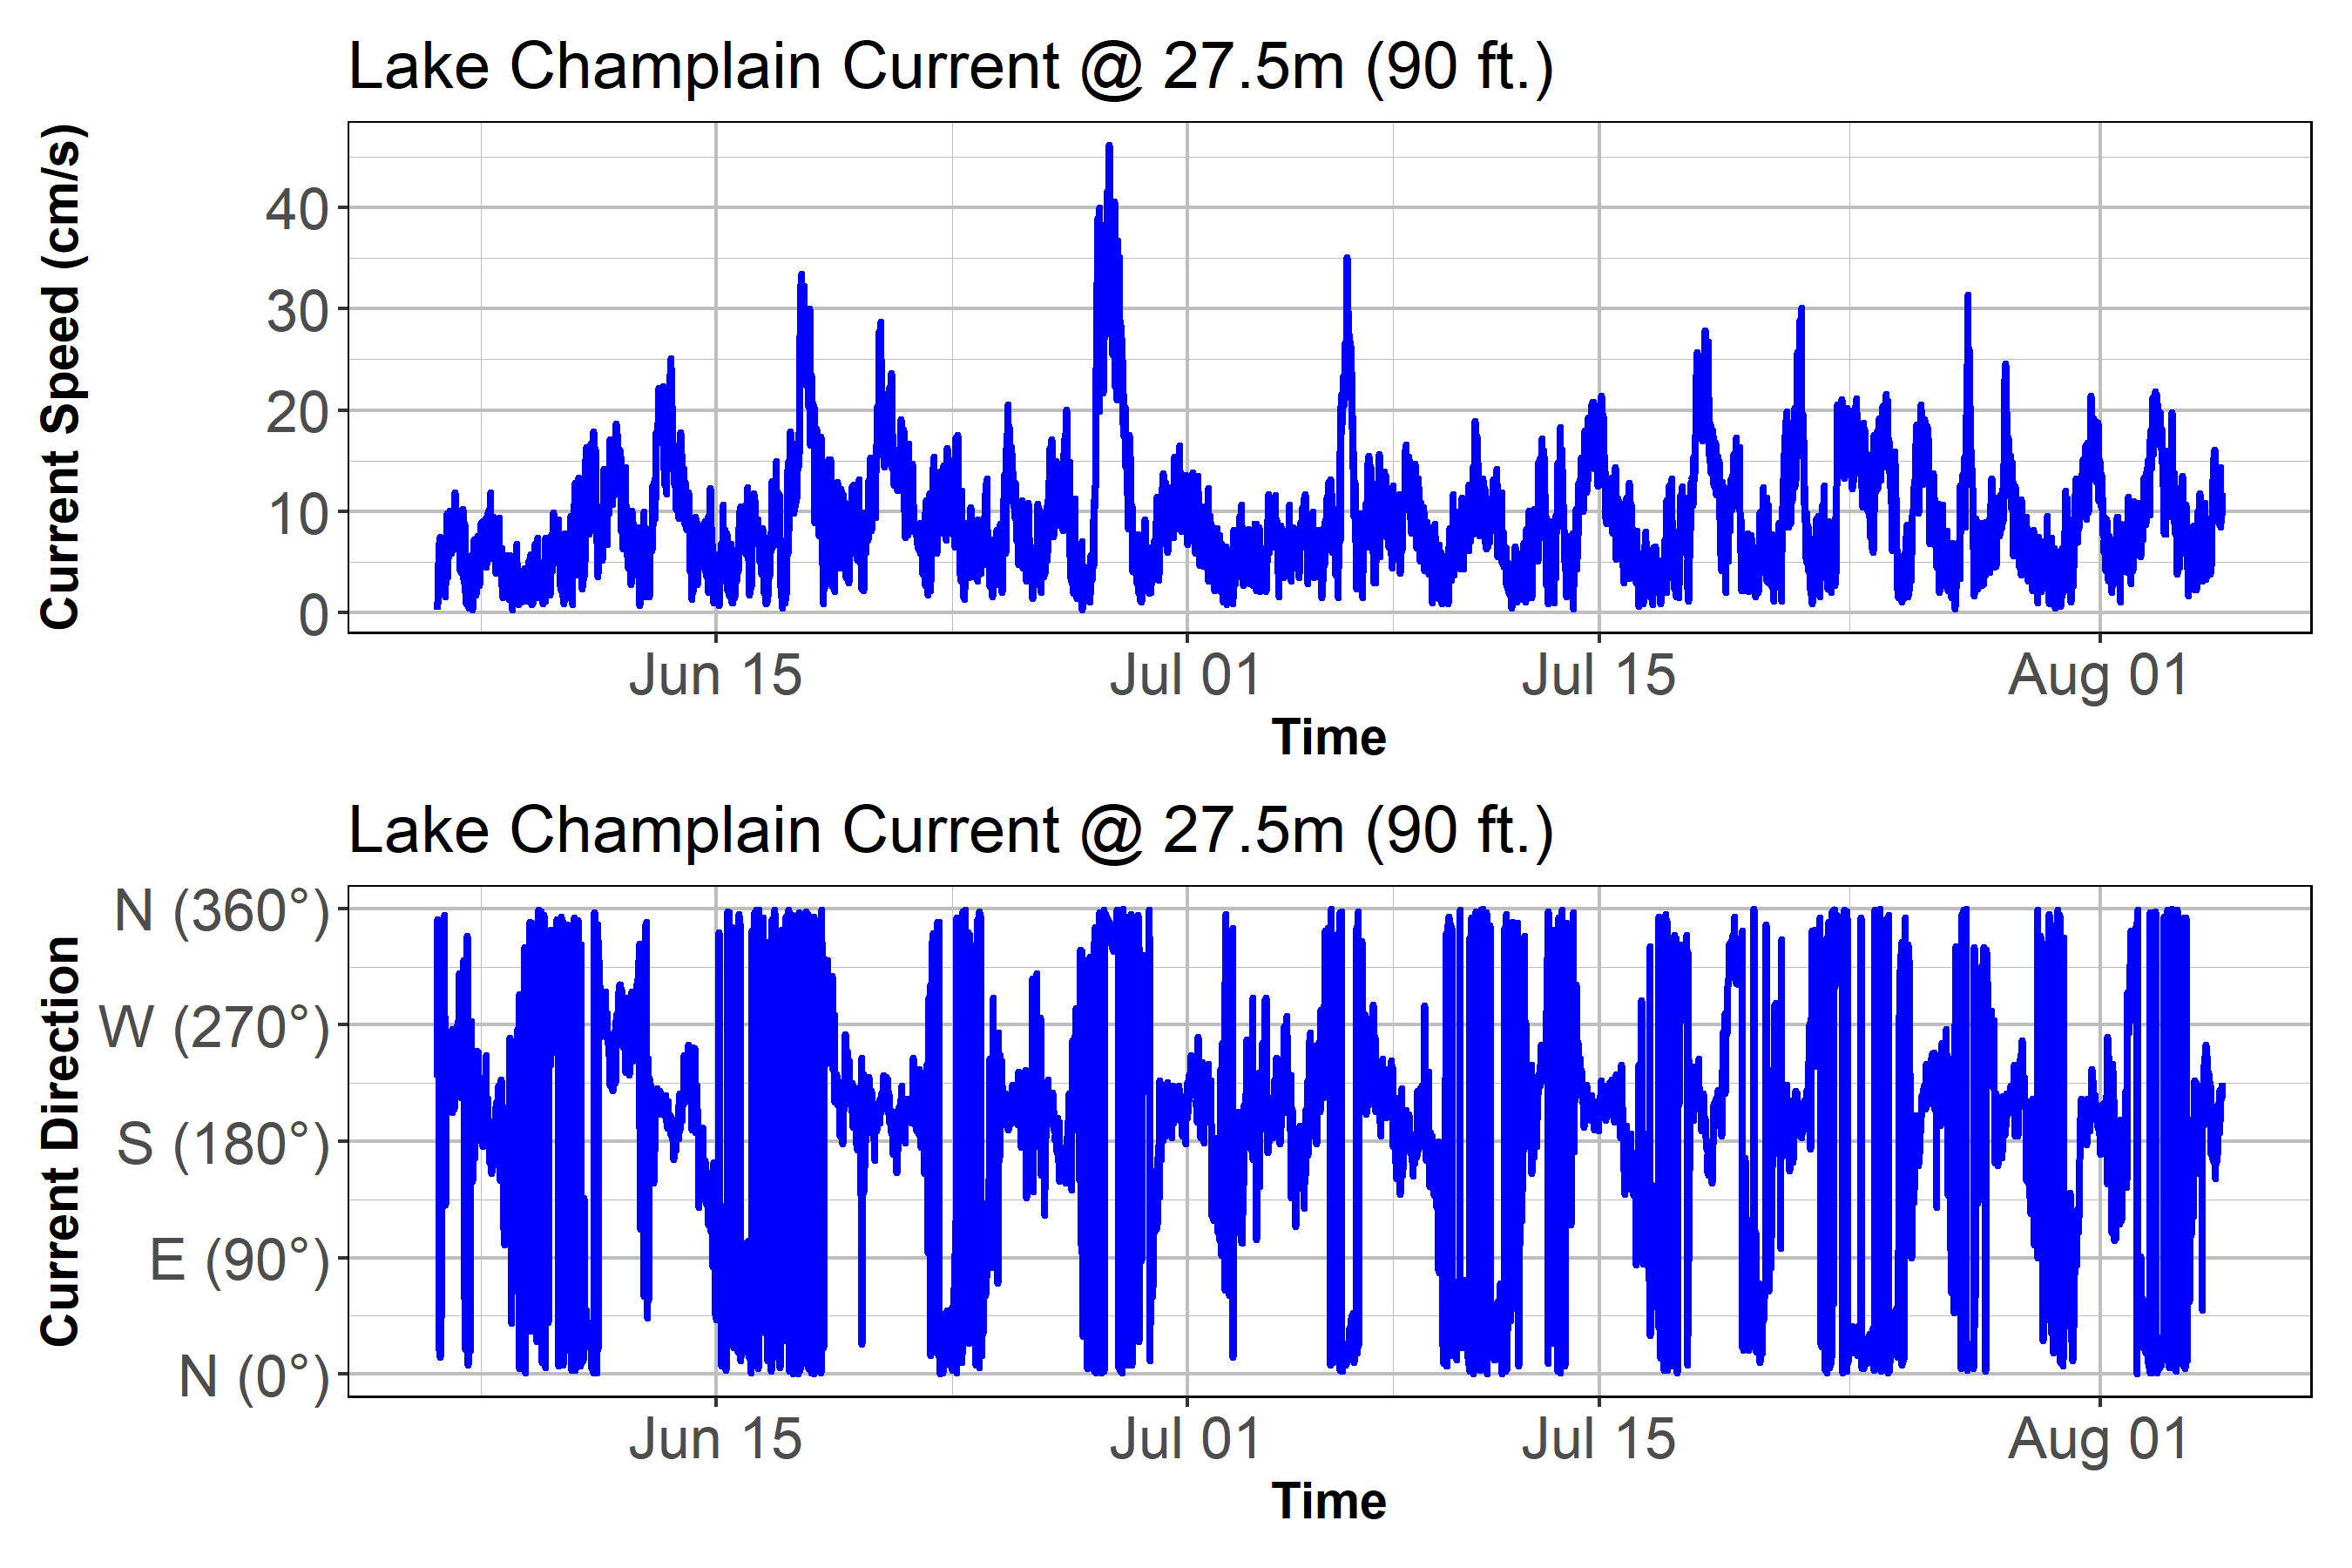 Lake Champlain Current @ 27.5m (90 ft.)
Current Speed (cm/s)
40
30
20
10
0
Jun 15 Jul 01 Jul 15 Aug 01
Time
Lake Champlain Current @ 27.5m (90 ft.)
Current Direction
N (360°)
W (270°)
S (180°)
E (90°)
N (0°)
Jun 15 Jul 01 Jul 15 Aug 01
Time